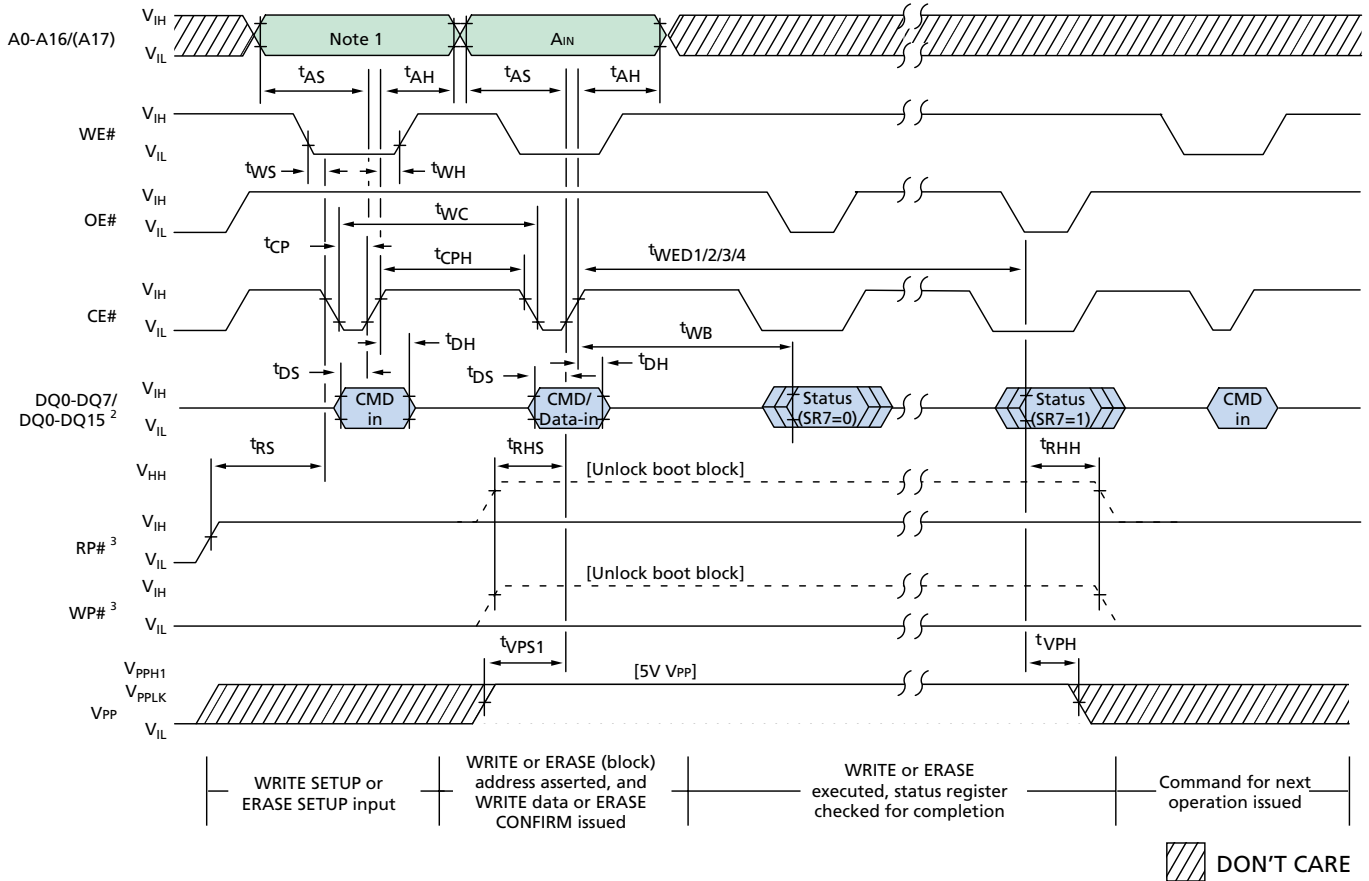 VIH
A0-A16/(A17)
VIL
Note 1
AIN
tAS
tAH
tAS
tAH
VIH
WE#
VIL
tWS
tWH
VIH
OE#
VIL
tWC
tCP
tCPH
tWED1/2/3/4
VIH
CE#
VIL
tWB
tDH
tDS
tDS
tDH
VIH
DQ0-DQ7/
DQ0-DQ15 2
VIL
CMD
in
CMD/
Data-in
Status
(SR7=0)
Status
(SR7=1)
CMD
in
tRS
tRHS
tRHH
VHH
[Unlock boot block]
VIH
RP# 3
VIL
[Unlock boot block]
VIH
WP# 3
VIL
tVPS1
tVPH
VPPH1
[5V VPP]
VPPLK
VPP
VIL
WRITE SETUP or
ERASE SETUP input
WRITE or ERASE (block)
address asserted, and
WRITE data or ERASE
CONFIRM issued
WRITE or ERASE
executed, status register
checked for completion
Command for next
operation issued
DON'T CARE